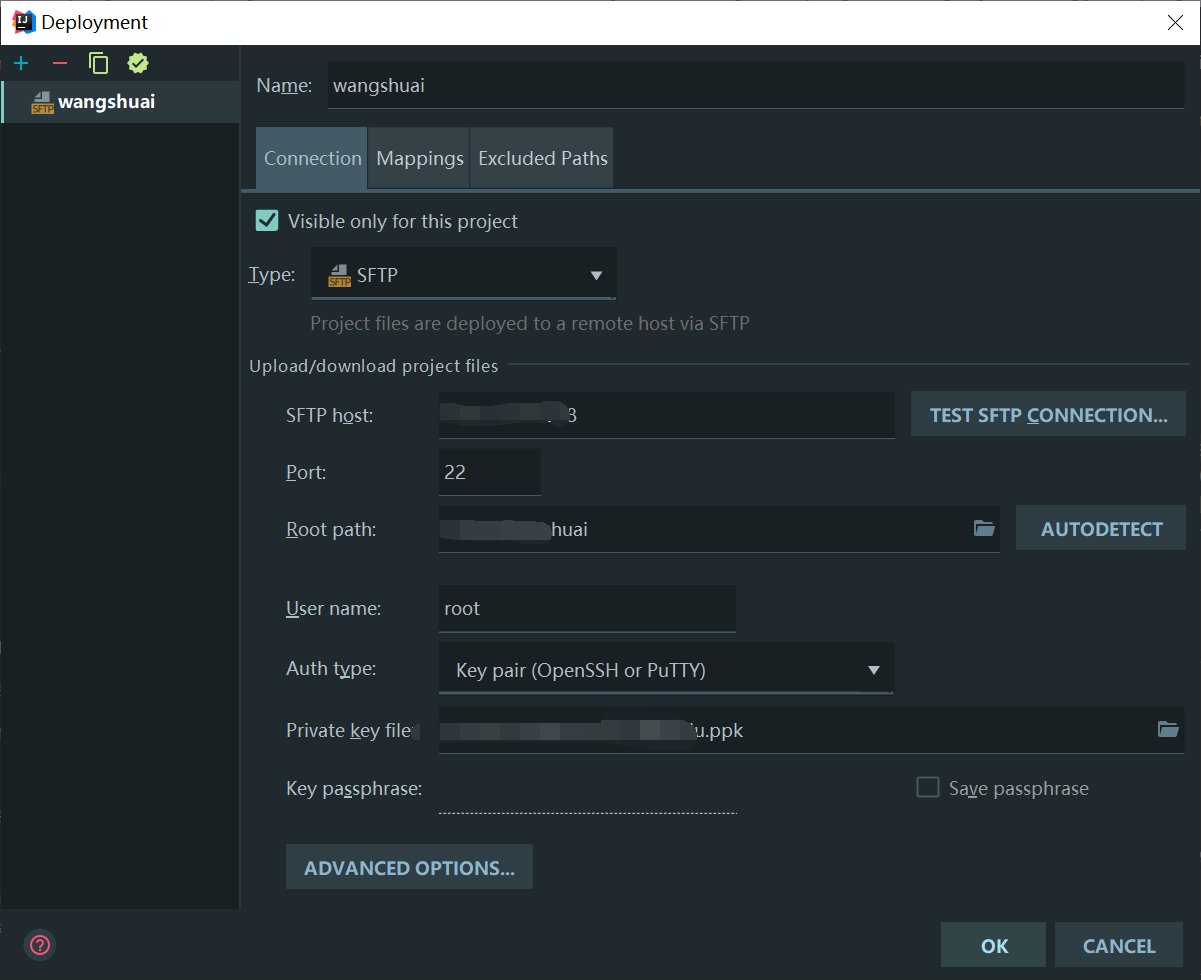 Deployment
wangshuai
Name: wangshuai
Connection Mappings Excluded Paths
Visible only for this project
Type: SFTP SFTP
Project files are deployed to a remote host via SFTP
Upload/download project files
SFTP host: 3 TEST SFTP CONNECTION...
Port: 22
Root path: huai AUTODETECT
User name: root
Auth type: Key pair (OpenSSH or PuTTY)
Private key file: u.ppk
Key passphrase: Save passphrase
ADVANCED OPTIONS...
? OK CANCEL